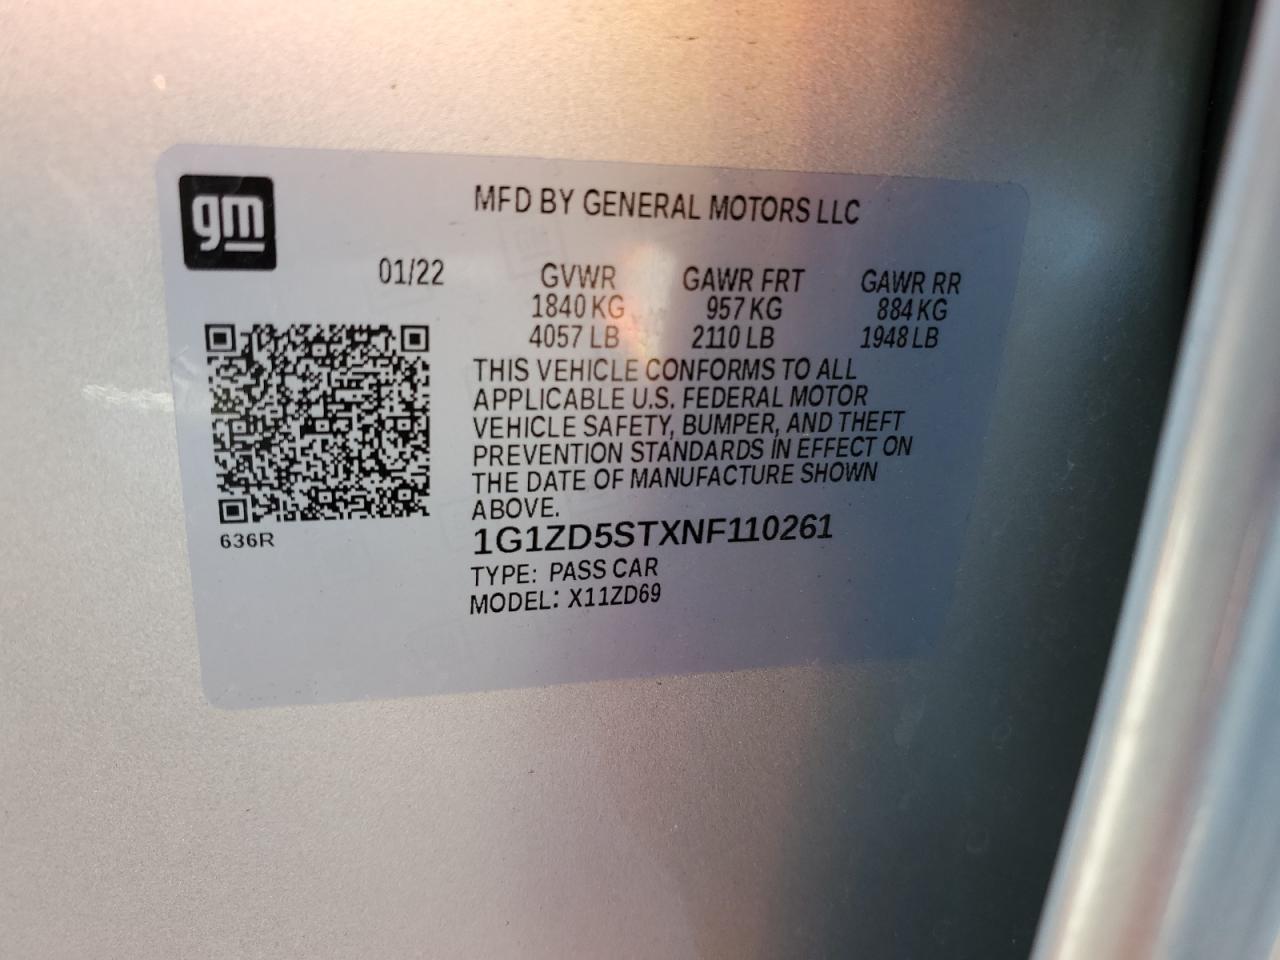 gm
MFD BY GENERAL MOTORS LLC
01/22 GVWR GAWR FRT GAWR RR
1840 KG 957 KG 884 KG
4057 LB 2110 LB 1948 LB
THIS VEHICLE CONFORMS TO ALL
APPLICABLE U.S. FEDERAL MOTOR
VEHICLE SAFETY, BUMPER, AND THEFT
PREVENTION STANDARDS IN EFFECT ON
THE DATE OF MANUFACTURE SHOWN
ABOVE.
636R
1G1ZD5STXNF110261
TYPE: PASS CAR
MODEL: X11ZD69